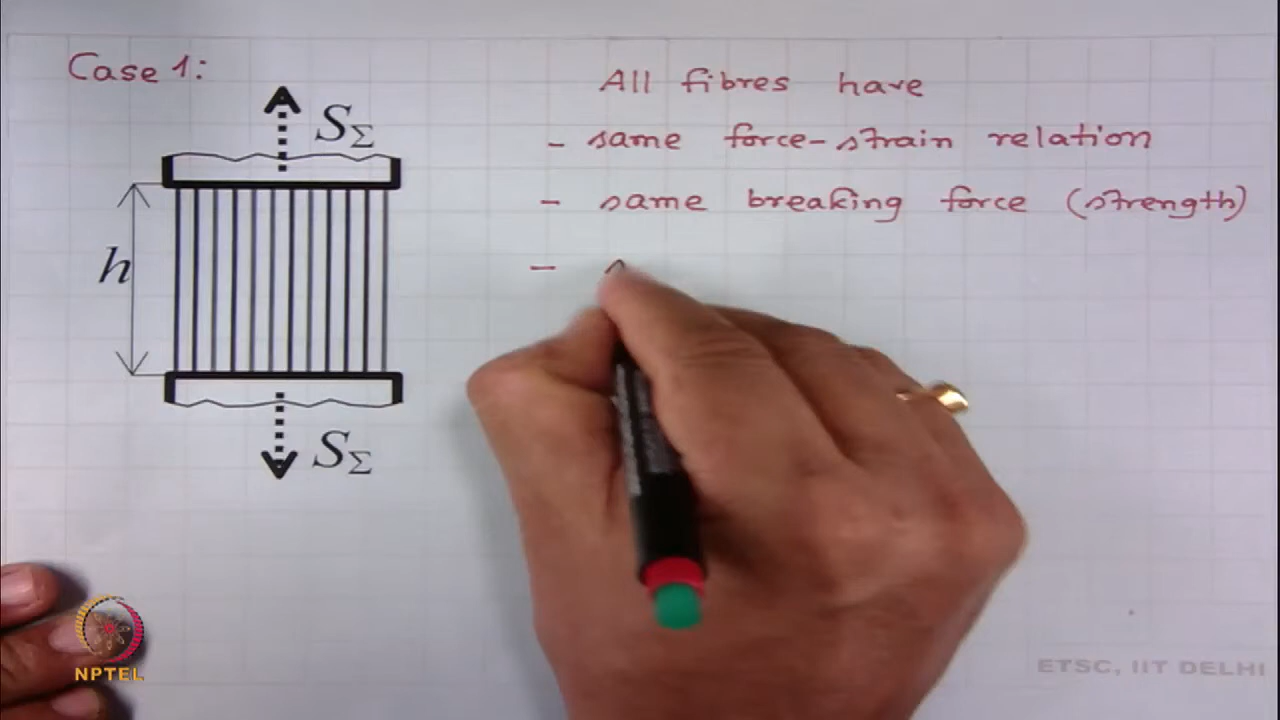 Case 1:
All fibres have
- same force-strain relation
- same breaking force (strength)
-
S_Σ
h
S_Σ
NPTEL
ETSC, IIT DELHI